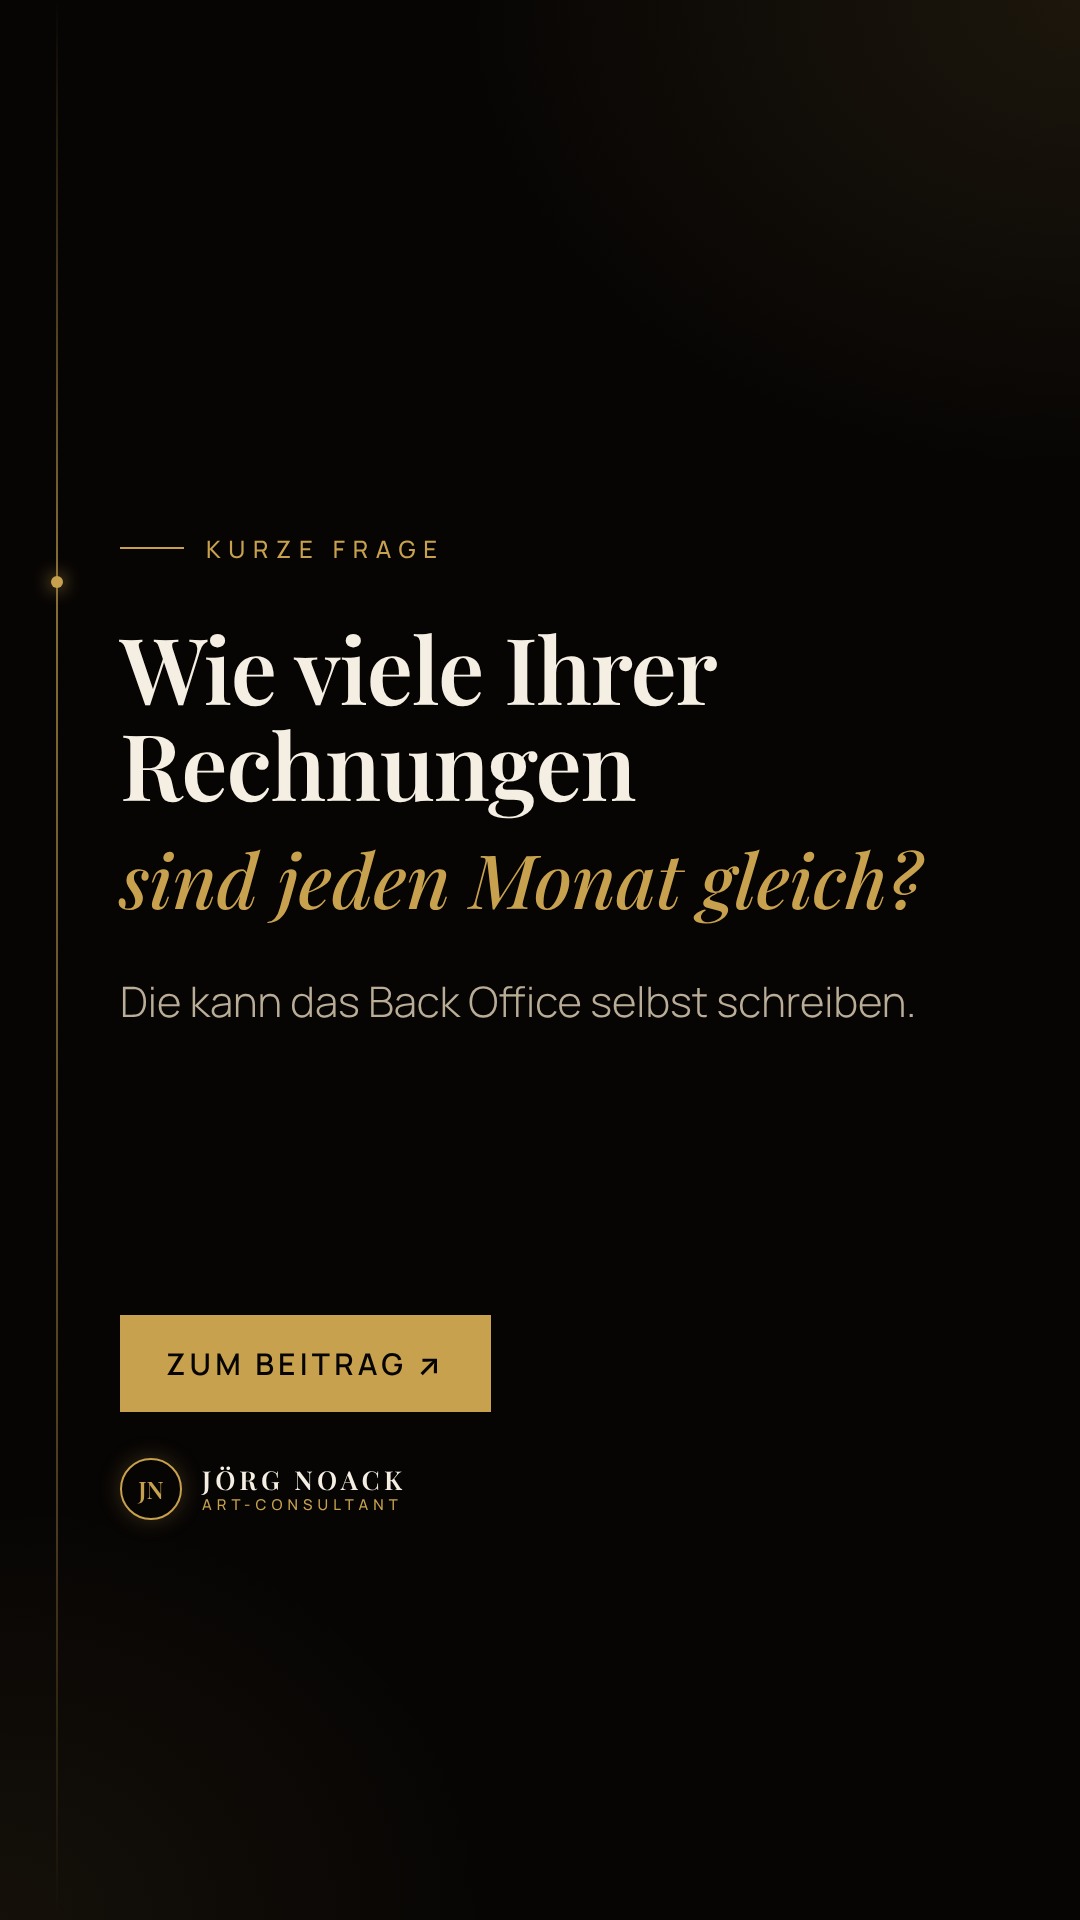 KURZE FRAGE
Wie viele Ihrer
Rechnungen
sind jeden Monat gleich?
Die kann das Back Office selbst schreiben.
ZUM BEITRAG ↗
JN
JÖRG NOACK
ART-CONSULTANT